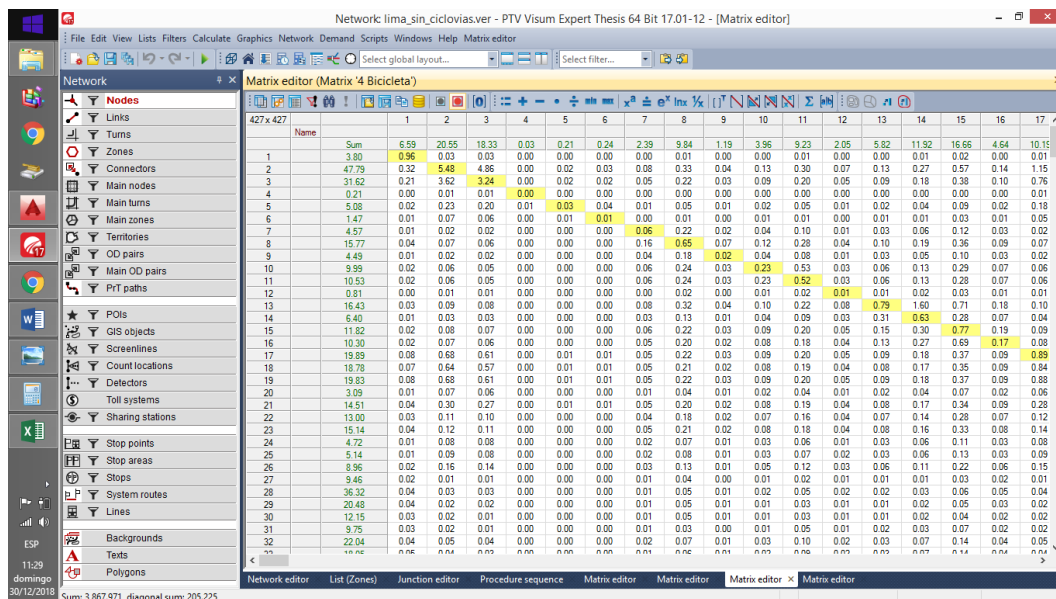 Network: lima_sin_ciclovias.ver - PTV Visum Expert Thesis 64 Bit 17.01-12 - [Matrix editor]
File Edit View Lists Filters Calculate Graphics Network Demand Scripts Windows Help Matrix editor
Select global layout... Select filter...
Network
Nodes
Links
Turns
Zones
Connectors
Main nodes
Main turns
Main zones
Territories
OD pairs
Main OD pairs
PrT paths
POIs
GIS objects
Screenlines
Count locations
Detectors
Toll systems
Sharing stations
Stop points
Stop areas
Stops
System routes
Lines
Backgrounds
Texts
Polygons
Matrix editor (Matrix '4 Bicicleta')
427 x 427 1 2 3 4 5 6 7 8 9 10 11 12 13 14 15 16 17
Name
Sum 6.59 20.55 18.33 0.03 0.21 0.24 2.39 9.84 1.19 3.96 9.23 2.05 5.82 11.92 16.66 4.64 10.19
1 3.80 0.96 0.03 0.03 0.00 0.00 0.00 0.00 0.01 0.00 0.00 0.01 0.00 0.00 0.01 0.02 0.00 0.01
2 47.79 0.32 5.48 4.86 0.00 0.02 0.03 0.08 0.33 0.04 0.13 0.30 0.07 0.13 0.27 0.57 0.14 1.15
3 31.62 0.21 3.62 3.24 0.00 0.02 0.02 0.05 0.22 0.03 0.09 0.20 0.05 0.09 0.18 0.38 0.10 0.76
4 0.21 0.00 0.01 0.01 0.00 0.00 0.00 0.00 0.00 0.00 0.00 0.00 0.00 0.00 0.00 0.00 0.00 0.01
5 5.08 0.02 0.23 0.20 0.01 0.03 0.04 0.01 0.05 0.01 0.02 0.05 0.01 0.02 0.04 0.09 0.02 0.18
6 1.47 0.01 0.07 0.06 0.00 0.01 0.01 0.00 0.01 0.00 0.01 0.01 0.00 0.01 0.01 0.03 0.01 0.05
7 4.57 0.01 0.02 0.02 0.00 0.00 0.00 0.06 0.22 0.02 0.04 0.10 0.01 0.03 0.06 0.12 0.03 0.02
8 15.77 0.04 0.07 0.06 0.00 0.00 0.00 0.16 0.65 0.07 0.12 0.28 0.04 0.10 0.19 0.36 0.09 0.07
9 4.49 0.01 0.02 0.02 0.00 0.00 0.00 0.04 0.18 0.02 0.04 0.08 0.01 0.03 0.05 0.10 0.03 0.02
10 9.99 0.02 0.06 0.05 0.00 0.00 0.00 0.06 0.24 0.03 0.23 0.53 0.03 0.06 0.13 0.29 0.07 0.06
11 10.53 0.02 0.06 0.05 0.00 0.00 0.00 0.06 0.24 0.03 0.23 0.52 0.03 0.06 0.13 0.28 0.07 0.06
12 0.81 0.00 0.01 0.01 0.00 0.00 0.00 0.00 0.02 0.00 0.01 0.02 0.01 0.01 0.02 0.03 0.01 0.01
13 16.43 0.03 0.09 0.08 0.00 0.00 0.00 0.08 0.32 0.04 0.10 0.22 0.08 0.79 1.60 0.71 0.18 0.10
14 6.40 0.01 0.03 0.03 0.00 0.00 0.00 0.03 0.13 0.01 0.04 0.09 0.03 0.31 0.63 0.28 0.07 0.04
15 11.82 0.02 0.08 0.07 0.00 0.00 0.00 0.06 0.22 0.03 0.09 0.20 0.05 0.15 0.30 0.77 0.19 0.09
16 10.30 0.02 0.07 0.06 0.00 0.00 0.00 0.05 0.20 0.02 0.08 0.18 0.04 0.13 0.27 0.69 0.17 0.08
17 19.89 0.08 0.68 0.61 0.00 0.01 0.01 0.05 0.22 0.03 0.09 0.20 0.05 0.09 0.18 0.37 0.09 0.89
18 18.78 0.07 0.64 0.57 0.01 0.01 0.01 0.05 0.21 0.02 0.08 0.19 0.04 0.08 0.17 0.35 0.09 0.84
19 19.83 0.08 0.68 0.61 0.00 0.01 0.01 0.05 0.22 0.03 0.09 0.20 0.05 0.09 0.18 0.37 0.09 0.88
20 3.09 0.01 0.07 0.06 0.00 0.00 0.00 0.01 0.04 0.01 0.02 0.04 0.01 0.02 0.04 0.07 0.02 0.06
21 14.51 0.04 0.30 0.27 0.00 0.01 0.01 0.05 0.20 0.02 0.08 0.19 0.04 0.08 0.17 0.34 0.09 0.28
22 13.00 0.03 0.11 0.10 0.00 0.00 0.00 0.04 0.18 0.02 0.07 0.16 0.04 0.07 0.14 0.28 0.07 0.12
23 15.14 0.04 0.12 0.11 0.00 0.00 0.00 0.05 0.21 0.02 0.08 0.18 0.04 0.08 0.16 0.33 0.08 0.14
24 4.72 0.01 0.08 0.08 0.00 0.00 0.00 0.02 0.07 0.01 0.03 0.06 0.01 0.03 0.06 0.11 0.03 0.08
25 5.14 0.01 0.09 0.08 0.00 0.00 0.00 0.02 0.08 0.01 0.03 0.07 0.02 0.03 0.06 0.13 0.03 0.09
26 8.96 0.02 0.16 0.14 0.00 0.00 0.00 0.03 0.13 0.01 0.05 0.12 0.03 0.06 0.11 0.22 0.06 0.15
27 9.46 0.02 0.01 0.01 0.00 0.00 0.00 0.01 0.04 0.00 0.01 0.02 0.01 0.01 0.01 0.03 0.01 0.01
28 36.32 0.04 0.03 0.03 0.00 0.00 0.00 0.01 0.05 0.01 0.02 0.05 0.02 0.02 0.03 0.06 0.05 0.04
29 20.48 0.04 0.02 0.02 0.00 0.00 0.00 0.01 0.05 0.01 0.01 0.03 0.01 0.01 0.02 0.05 0.03 0.02
30 12.15 0.03 0.02 0.01 0.00 0.00 0.00 0.01 0.05 0.01 0.01 0.03 0.01 0.01 0.02 0.04 0.02 0.02
31 9.75 0.03 0.02 0.01 0.00 0.00 0.00 0.01 0.03 0.00 0.01 0.05 0.01 0.02 0.03 0.07 0.02 0.02
32 22.04 0.04 0.05 0.04 0.00 0.00 0.00 0.02 0.07 0.01 0.03 0.10 0.02 0.03 0.07 0.14 0.04 0.05
Network editor List (Zones) Junction editor Procedure sequence Matrix editor Matrix editor Matrix editor × Matrix editor
Sum: 3,867.971, diagonal sum: 205.225
ESP
11:29
domingo
30/12/2018